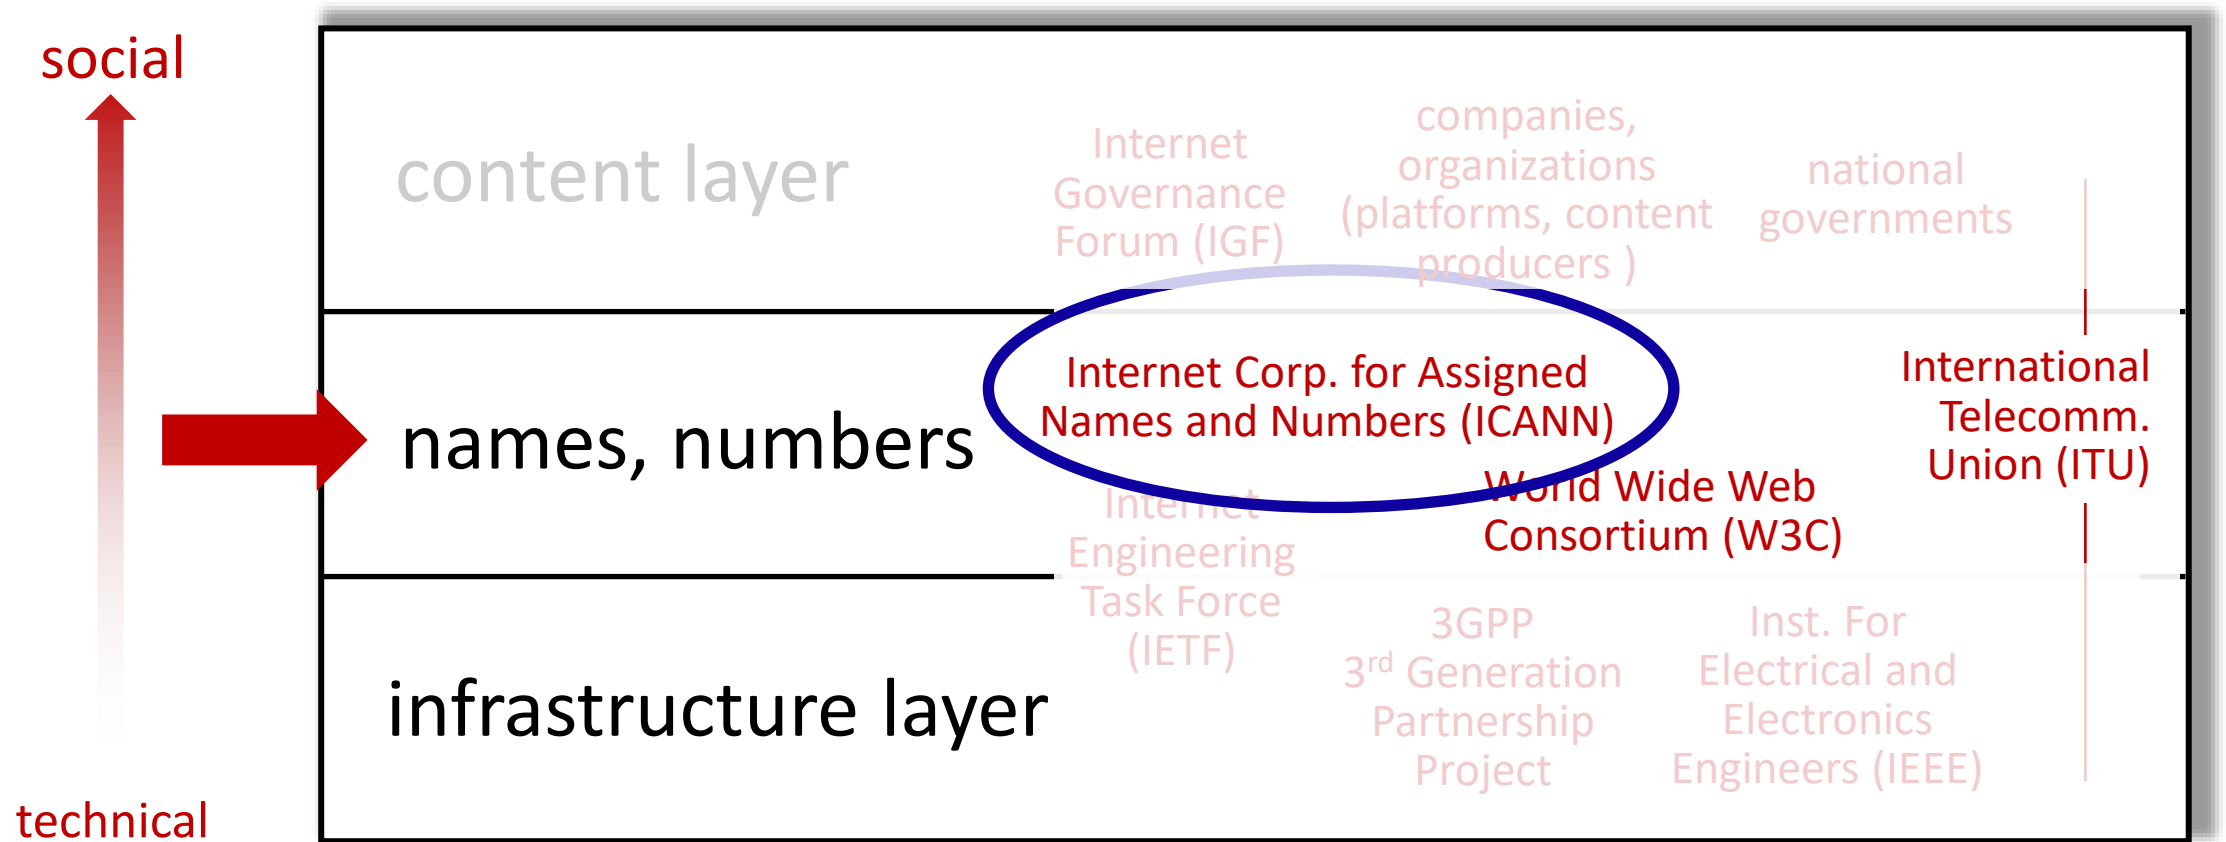 social
content layer
Internet
Governance
Forum (IGF)
companies,
organizations
(platforms, content
producers )
national
governments
names, numbers
Internet Corp. for Assigned
Names and Numbers (ICANN)
World Wide Web
Consortium (W3C)
International
Telecomm.
Union (ITU)
Internet
Engineering
Task Force
(IETF)
infrastructure layer
3GPP
3rd Generation
Partnership
Project
Inst. For
Electrical and
Electronics
Engineers (IEEE)
technical